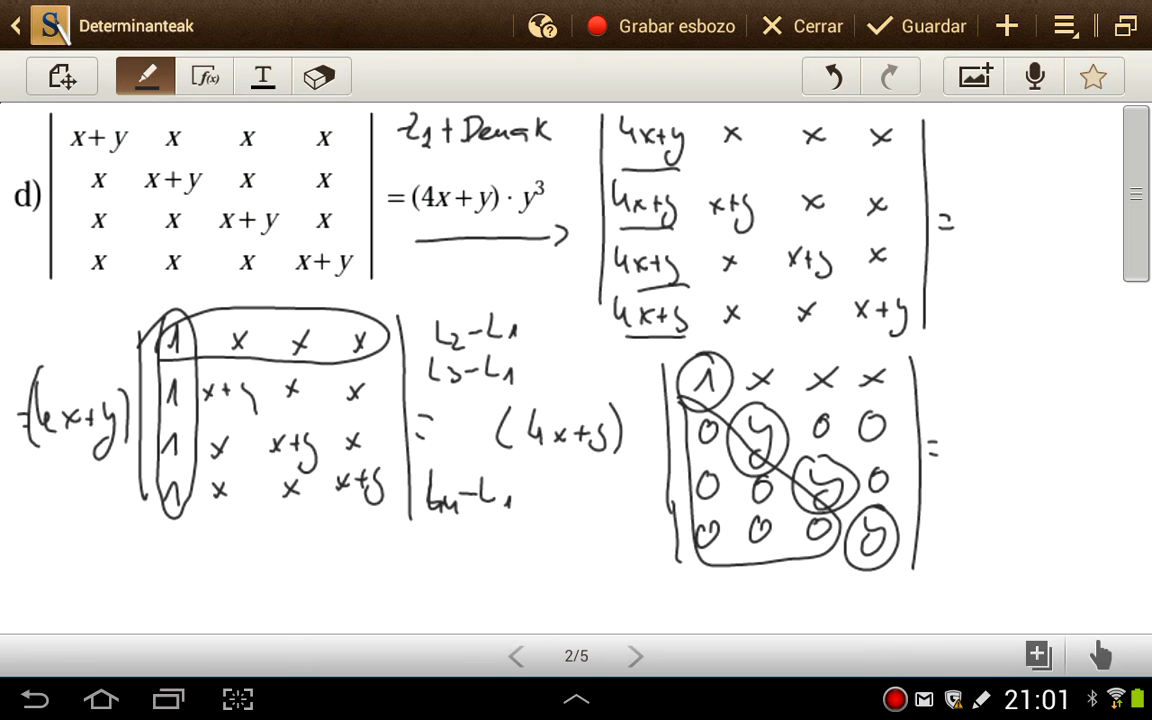 Determinanteak
Grabar esbozo
Cerrar
Guardar
f(x)
T
d)
x+y x x x
x x+y x x
x x x+y x
x x x x+y
= (4x+y) · y³
+ Denak
4x+y x x x
4x+y x+y x x
4x+y x x+y x
4x+y x x x+y
=
=(4x+y)
1 x x x
1 x+y x x
1 x x+y x
1 x x x+y
L2-L1
L3-L1
=
L4-L1
(4x+y)
1 x x x
0 y 0 0
0 0 y 0
0 0 0 y
=
2/5
21:01